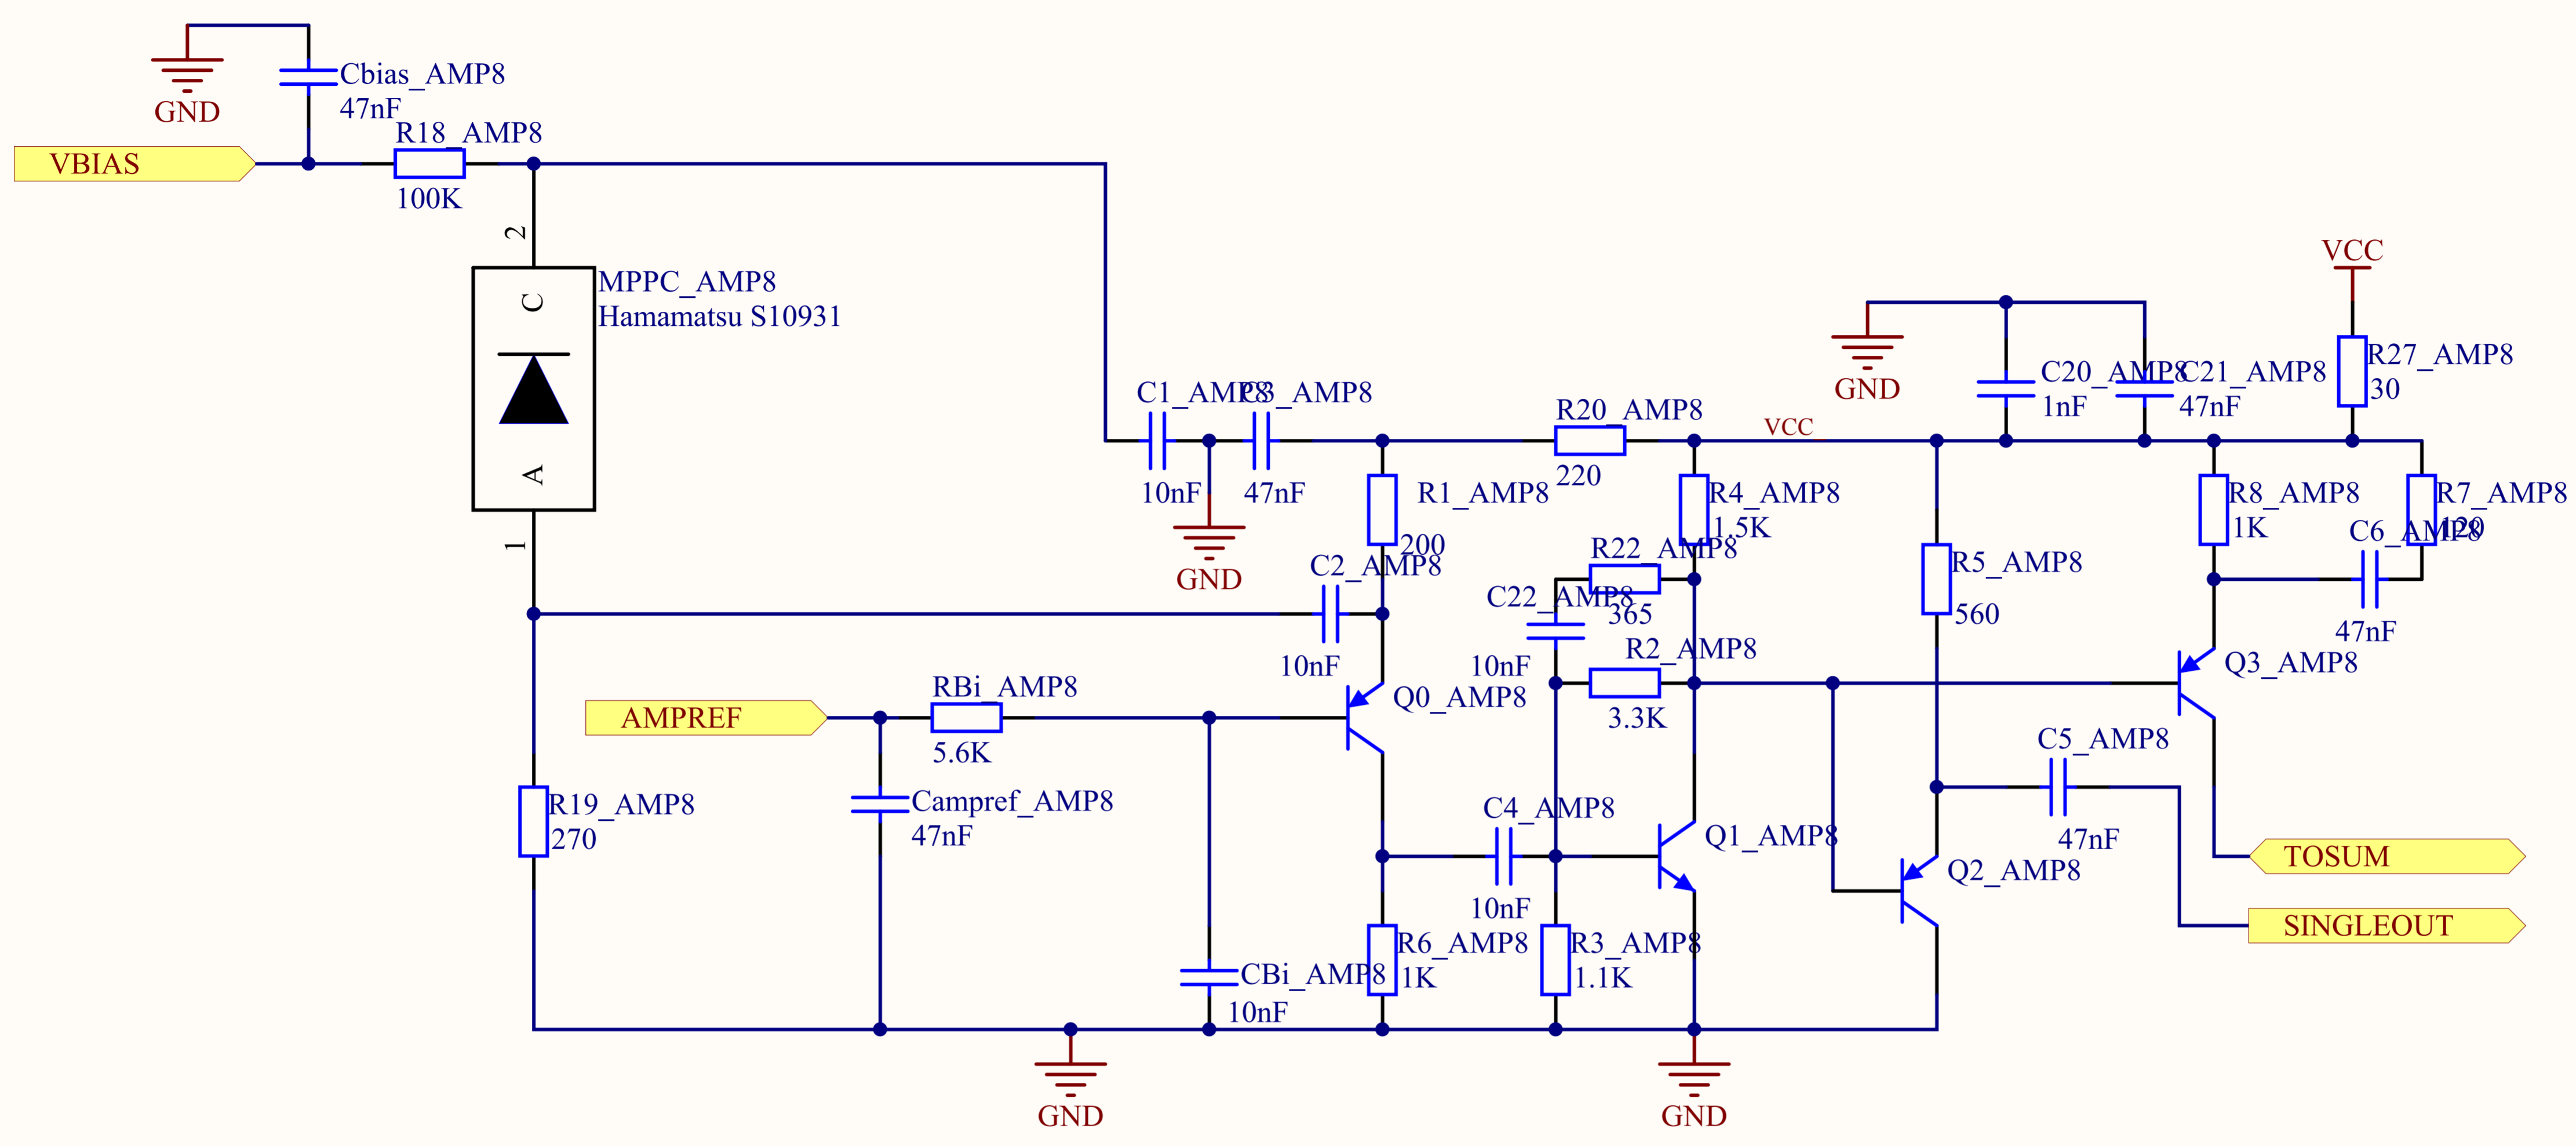 Cbias_AMP8
47nF
GND
R18_AMP8
VBIAS
100K
2
MPPC_AMP8
Hamamatsu S10931
C
A
1
VCC
R27_AMP8
30
C20_AMP8
1nF
C21_AMP8
47nF
GND
C1_AMP8
10nF
C3_AMP8
47nF
GND
R20_AMP8
220
VCC
R1_AMP8
200
R4_AMP8
1.5K
R8_AMP8
1K
R7_AMP8
120
C6_AMP8
47nF
C2_AMP8
10nF
R22_AMP8
365
C22_AMP8
10nF
R5_AMP8
560
R2_AMP8
3.3K
Q3_AMP8
RBi_AMP8
5.6K
AMPREF
Q0_AMP8
C5_AMP8
47nF
R19_AMP8
270
Campref_AMP8
47nF
C4_AMP8
10nF
Q1_AMP8
Q2_AMP8
TOSUM
SINGLEOUT
R6_AMP8
1K
R3_AMP8
1.1K
CBi_AMP8
10nF
GND
GND